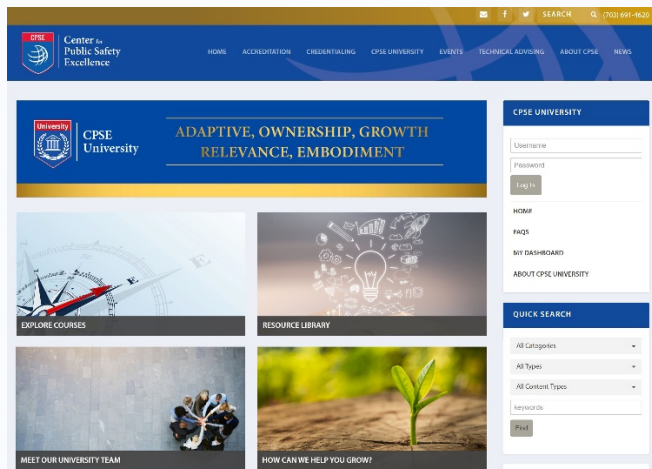 SEARCH (703) 691-4620
CPSE
Center for
Public Safety
Excellence
HOME ACCREDITATION CREDENTIALING CPSE UNIVERSITY EVENTS TECHNICAL ADVISING ABOUT CPSE NEWS
University
CPSE
University
ADAPTIVE, OWNERSHIP, GROWTH
RELEVANCE, EMBODIMENT
EXPLORE COURSES
E
RESOURCE LIBRARY
MEET OUR UNIVERSITY TEAM
HOW CAN WE HELP YOU GROW?
CPSE UNIVERSITY
Username
Password
Log In
HOME
FAQS
MY DASHBOARD
ABOUT CPSE UNIVERSITY
QUICK SEARCH
All Categories
All Types
All Content Types
keywords
Find